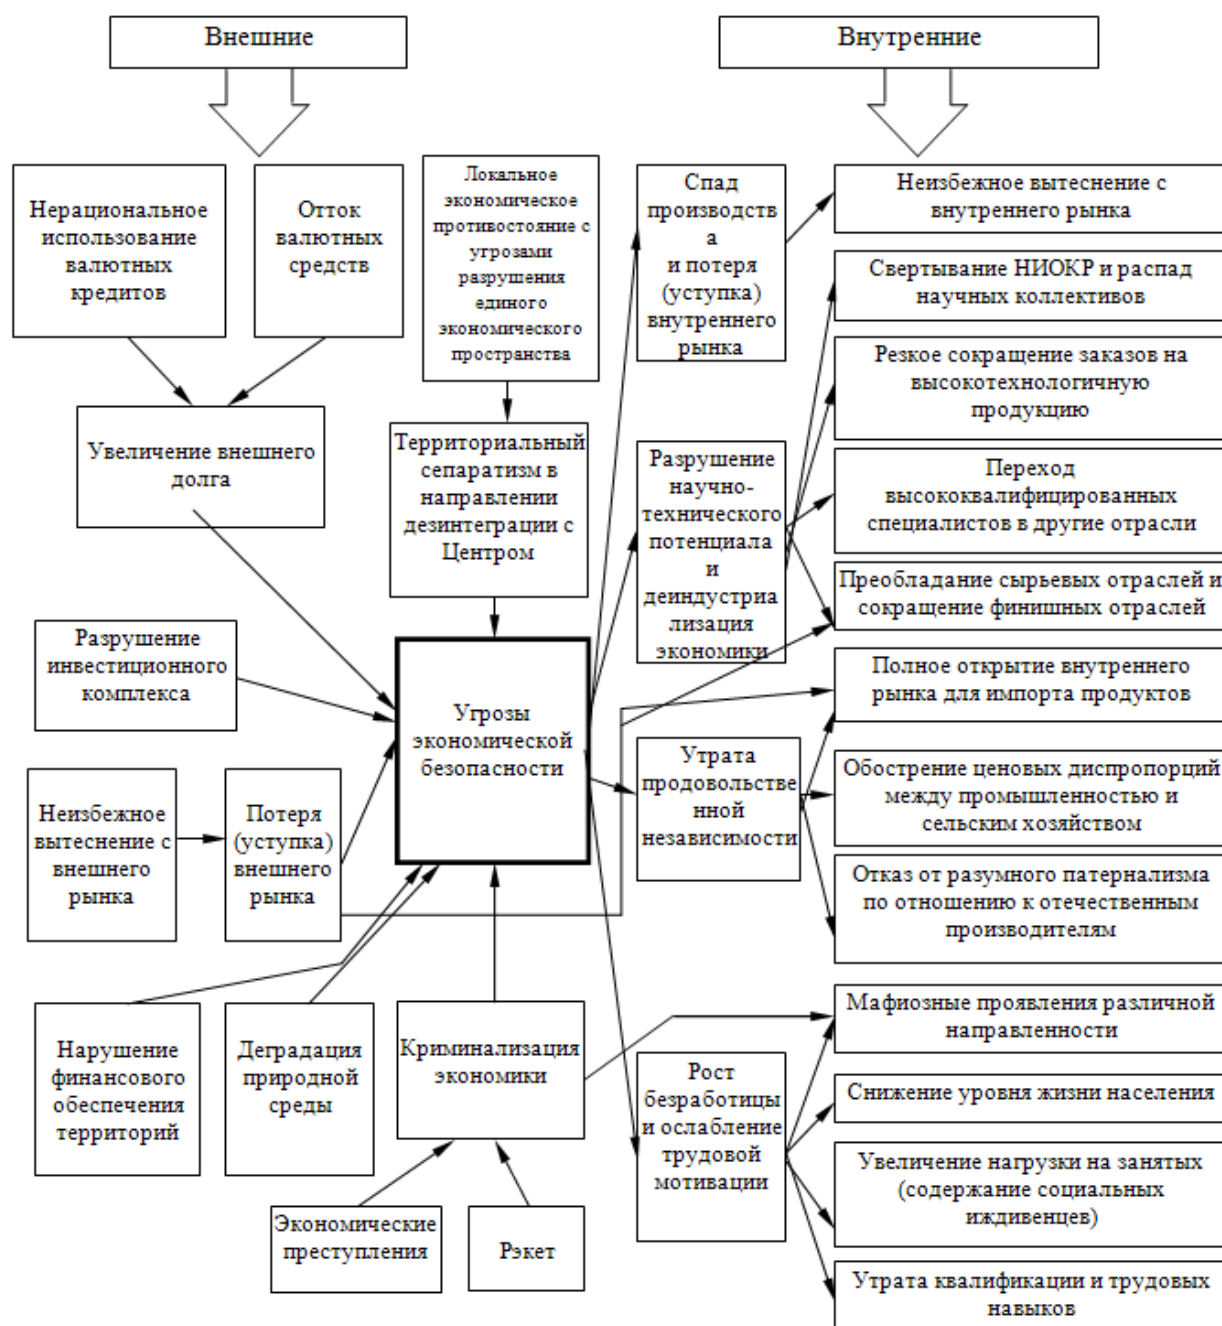 Внешние
Внутренние
Нерациональное
использование
валютных
кредитов
Отток
валютных
средств
Локальное
экономическое
противостояние с
угрозами
разрушения
единого
экономического
пространства
Спад
производств
а
и потеря
(уступка)
внутреннего
рынка
Неизбежное вытеснение с
внутреннего рынка
Свертывание НИОКР и распад
научных коллективов
Резкое сокращение заказов на
высокотехнологичную
продукцию
Увеличение внешнего
долга
Территориальный
сепаратизм в
направлении
дезинтеграции с
Центром
Разрушение
научно-
технического
потенциала
и
деиндустриа
лизация
экономики
Переход
высококвалифицированных
специалистов в другие отрасли
Преобладание сырьевых отраслей и
сокращение финишных отраслей
Разрушение
инвестиционного
комплекса
Угрозы
экономической
безопасности
Полное открытие внутреннего
рынка для импорта продуктов
Утрата
продовольстве
нной
независимости
Обострение ценовых диспропорций
между промышленностью и
сельским хозяйством
Неизбежное
вытеснение с
внешнего
рынка
Потеря
(уступка)
внешнего
рынка
Отказ от разумного патернализма
по отношению к отечественным
производителям
Нарушение
финансового
обеспечения
территорий
Деградация
природной
среды
Криминализация
экономики
Рост
безработицы
и ослабление
трудовой
мотивации
Мафиозные проявления различной
направленности
Снижение уровня жизни населения
Увеличение нагрузки на занятых
(содержание социальных
иждивенцев)
Экономические
преступления
Рэкет
Утрата квалификации и трудовых
навыков